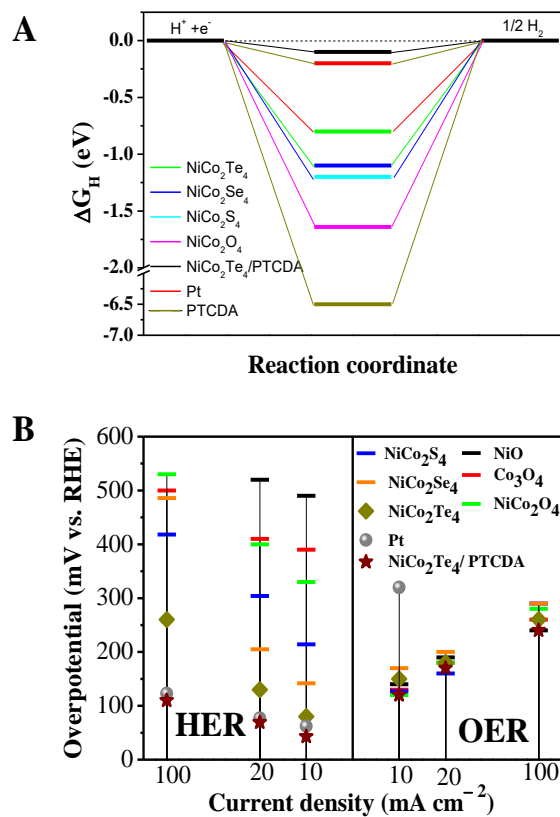 A
H⁺ +e⁻
1/2 H₂
0.0
-0.5
-1.0
-1.5
-2.0
-6.5
-7.0
ΔG_H (eV)
NiCo₂Te₄
NiCo₂Se₄
NiCo₂S₄
NiCo₂O₄
NiCo₂Te₄/PTCDA
Pt
PTCDA
Reaction coordinate
B
600
500
400
300
200
100
0
Overpotential (mV vs. RHE)
NiCo₂S₄
NiCo₂Se₄
NiCo₂Te₄
Pt
NiCo₂Te₄/ PTCDA
NiO
Co₃O₄
NiCo₂O₄
HER
OER
100 20 10 10 20 100
Current density (mA cm⁻²)